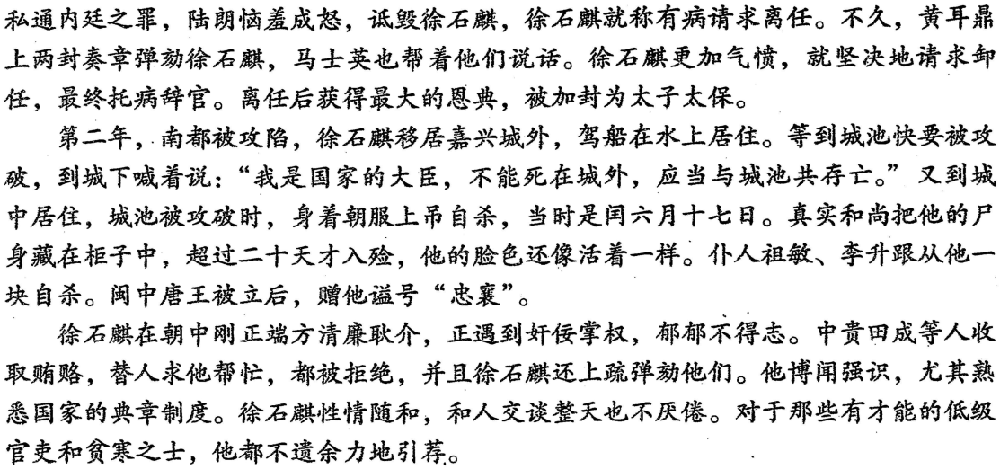 私通内廷之罪，陆朗恼羞成怒，诋毁徐石麒，徐石麒就称有病请求离任。不久，黄耳鼎
上两封奏章弹劾徐石麒，马士英也帮着他们说话。徐石麒更加气愤，就坚决地请求卸
任，最终托病辞官。离任后获得最大的恩典，被加封为太子太保。
第二年，南都被攻陷，徐石麒移居嘉兴城外，驾船在水上居住。等到城池快要被攻
破，到城下喊着说：“我是国家的大臣，不能死在城外，应当与城池共存亡。”又到城
中居住，城池被攻破时，身着朝服上吊自杀，当时是闰六月十七日。真实和尚把他的尸
身藏在柜子中，超过二十天才入殓，他的脸色还像活着一样。仆人祖敏、李升跟从他一
块自杀。闽中唐王被立后，赠他谥号“忠襄”。
徐石麒在朝中刚正端方清廉耿介，正遇到奸佞掌权，郁郁不得志。中贵田成等人收
取贿赂，替人求他帮忙，都被拒绝，并且徐石麒还上疏弹劾他们。他博闻强识，尤其熟
悉国家的典章制度。徐石麒性情随和，和人交谈整天也不厌倦。对于那些有才能的低级
官吏和贫寒之士，他都不遗余力地引荐。